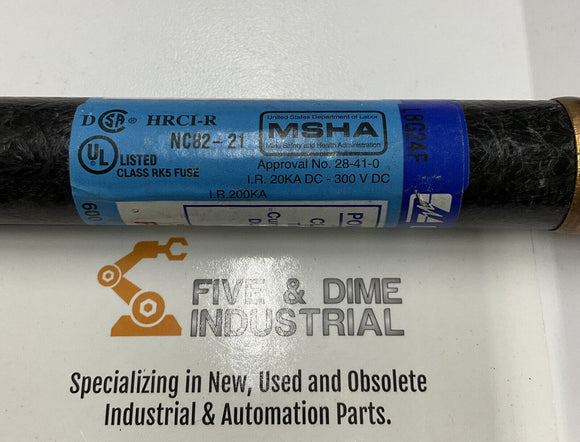 D SA® HRCI-R
NC82-21
UL LISTED
CLASS RK5 FUSE
United States Department of Labor
MSHA
Mine Safety and Health Administration
Approval No. 28-41-0
I.R. 20KA DC - 300 V DC
I.R. 200KA
L8G24F
600
FIVE & DIME
INDUSTRIAL
Specializing in New, Used and Obsolete
Industrial & Automation Parts.